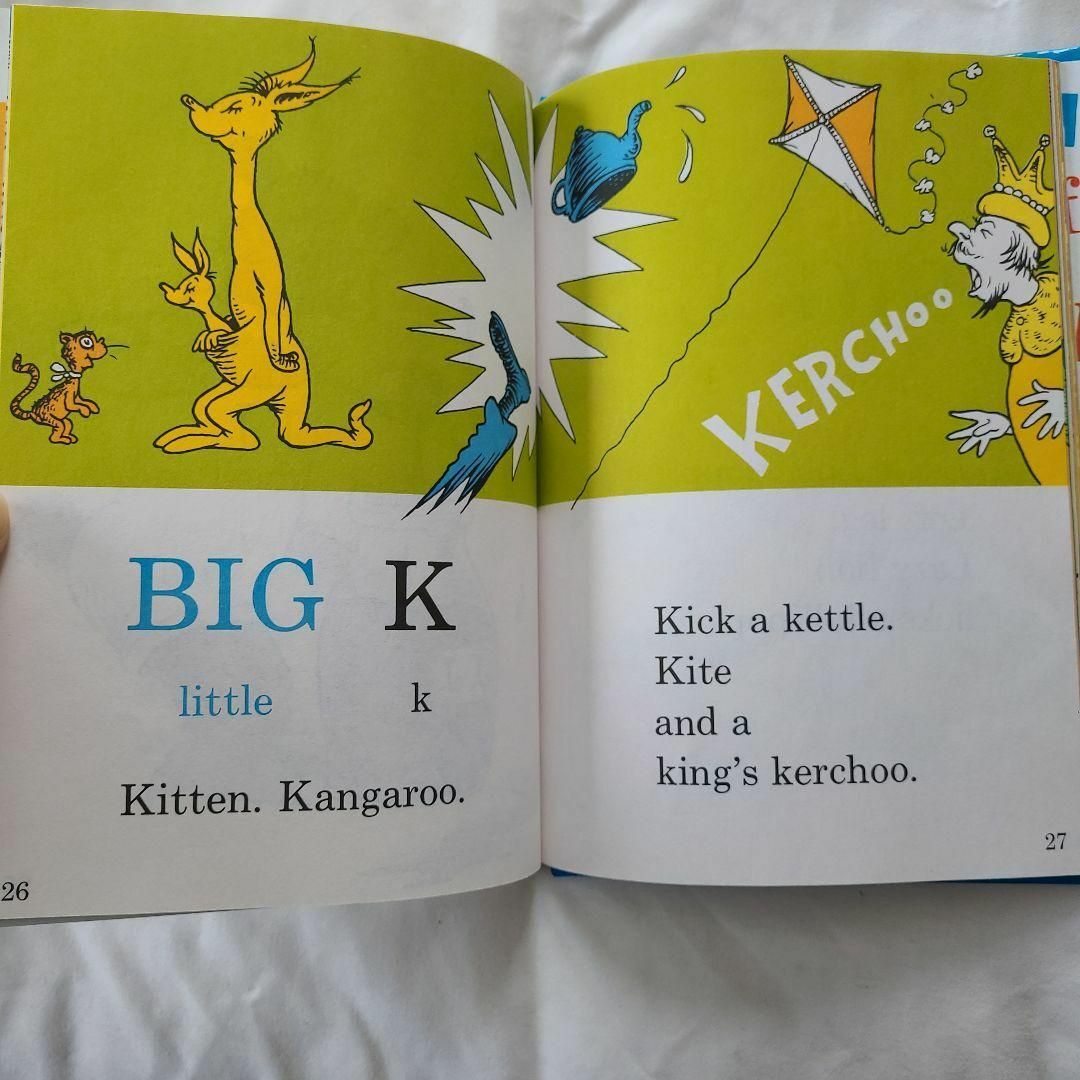 BIG K
little k
Kitten. Kangaroo.
26
KERCHOO
Kick a kettle.
Kite
and a
king's kerchoo.
27